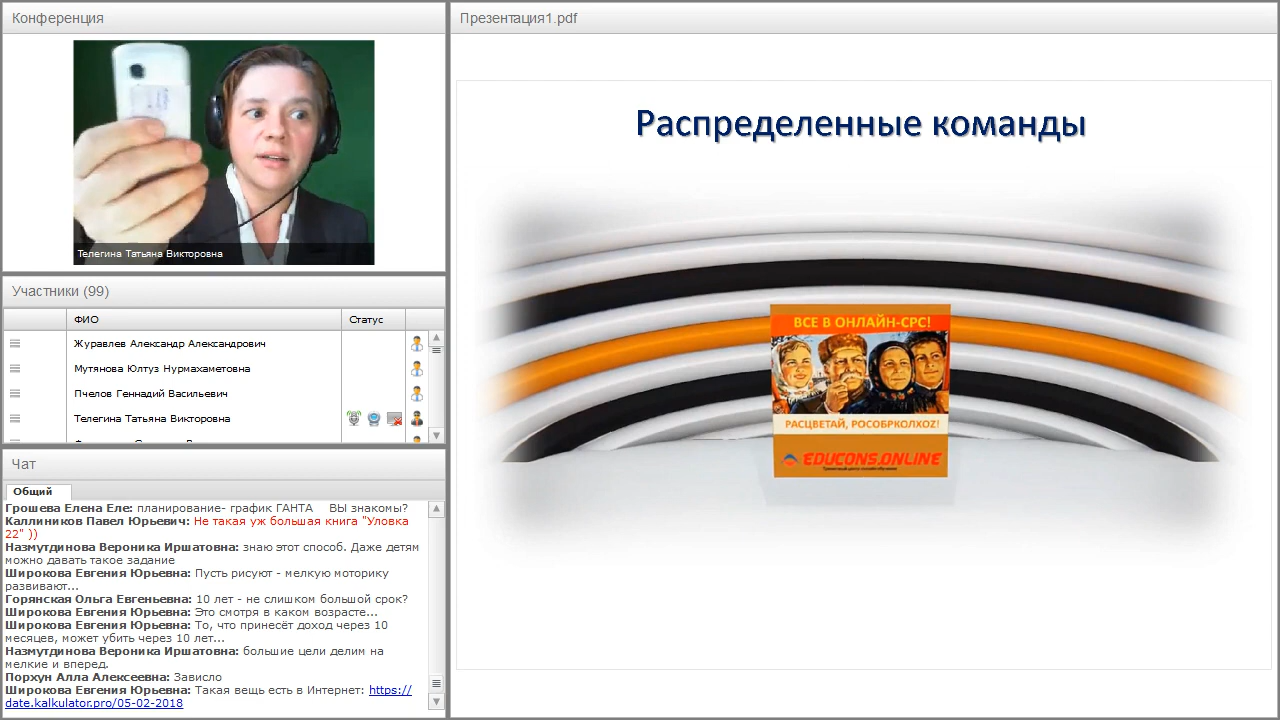 Конференция
Телегина Татьяна Викторовна
Участники (99)
ФИО
Статус
Журавлев Александр Александрович
Мутянова Юлтуз Нурмахметовна
Пчелов Геннадий Васильевич
Телегина Татьяна Викторовна
Чат
Общий
Грошева Елена Еле: планирование- график ГАНТА ВЫ знакомы?
Каллиников Павел Юрьевич: Не такая уж большая книга "Уловка
22" ))
Назмутдинова Вероника Иршатовна: знаю этот способ. Даже детям
можно давать такое задание
Широкова Евгения Юрьевна: Пусть рисуют - мелкую моторику
развивают...
Горянская Ольга Евгеньевна: 10 лет - не слишком большой срок?
Широкова Евгения Юрьевна: Это смотря в каком возрасте...
Широкова Евгения Юрьевна: То, что принесёт доход через 10
месяцев, может убить через 10 лет...
Назмутдинова Вероника Иршатовна: большие цели делим на
мелкие и вперед.
Порхун Алла Алексеевна: Зависло
Широкова Евгения Юрьевна: Такая вещь есть в Интернет: https://
date.kalkulator.pro/05-02-2018
Презентация1.pdf
Распределенные команды
ВСЕ В ОНЛАЙН-СРС!
РАСЦВЕТАЙ, РОСОБРКОЛХОZ!
EDUCONS.ONLINE